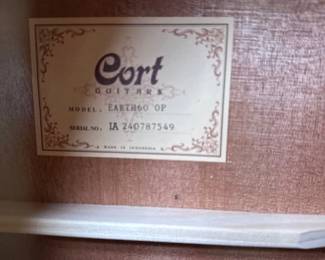 Cort
GUITARS
MODEL: EARTH60 OP
SERIAL NO: IA 240787549
MADE IN INDONESIA